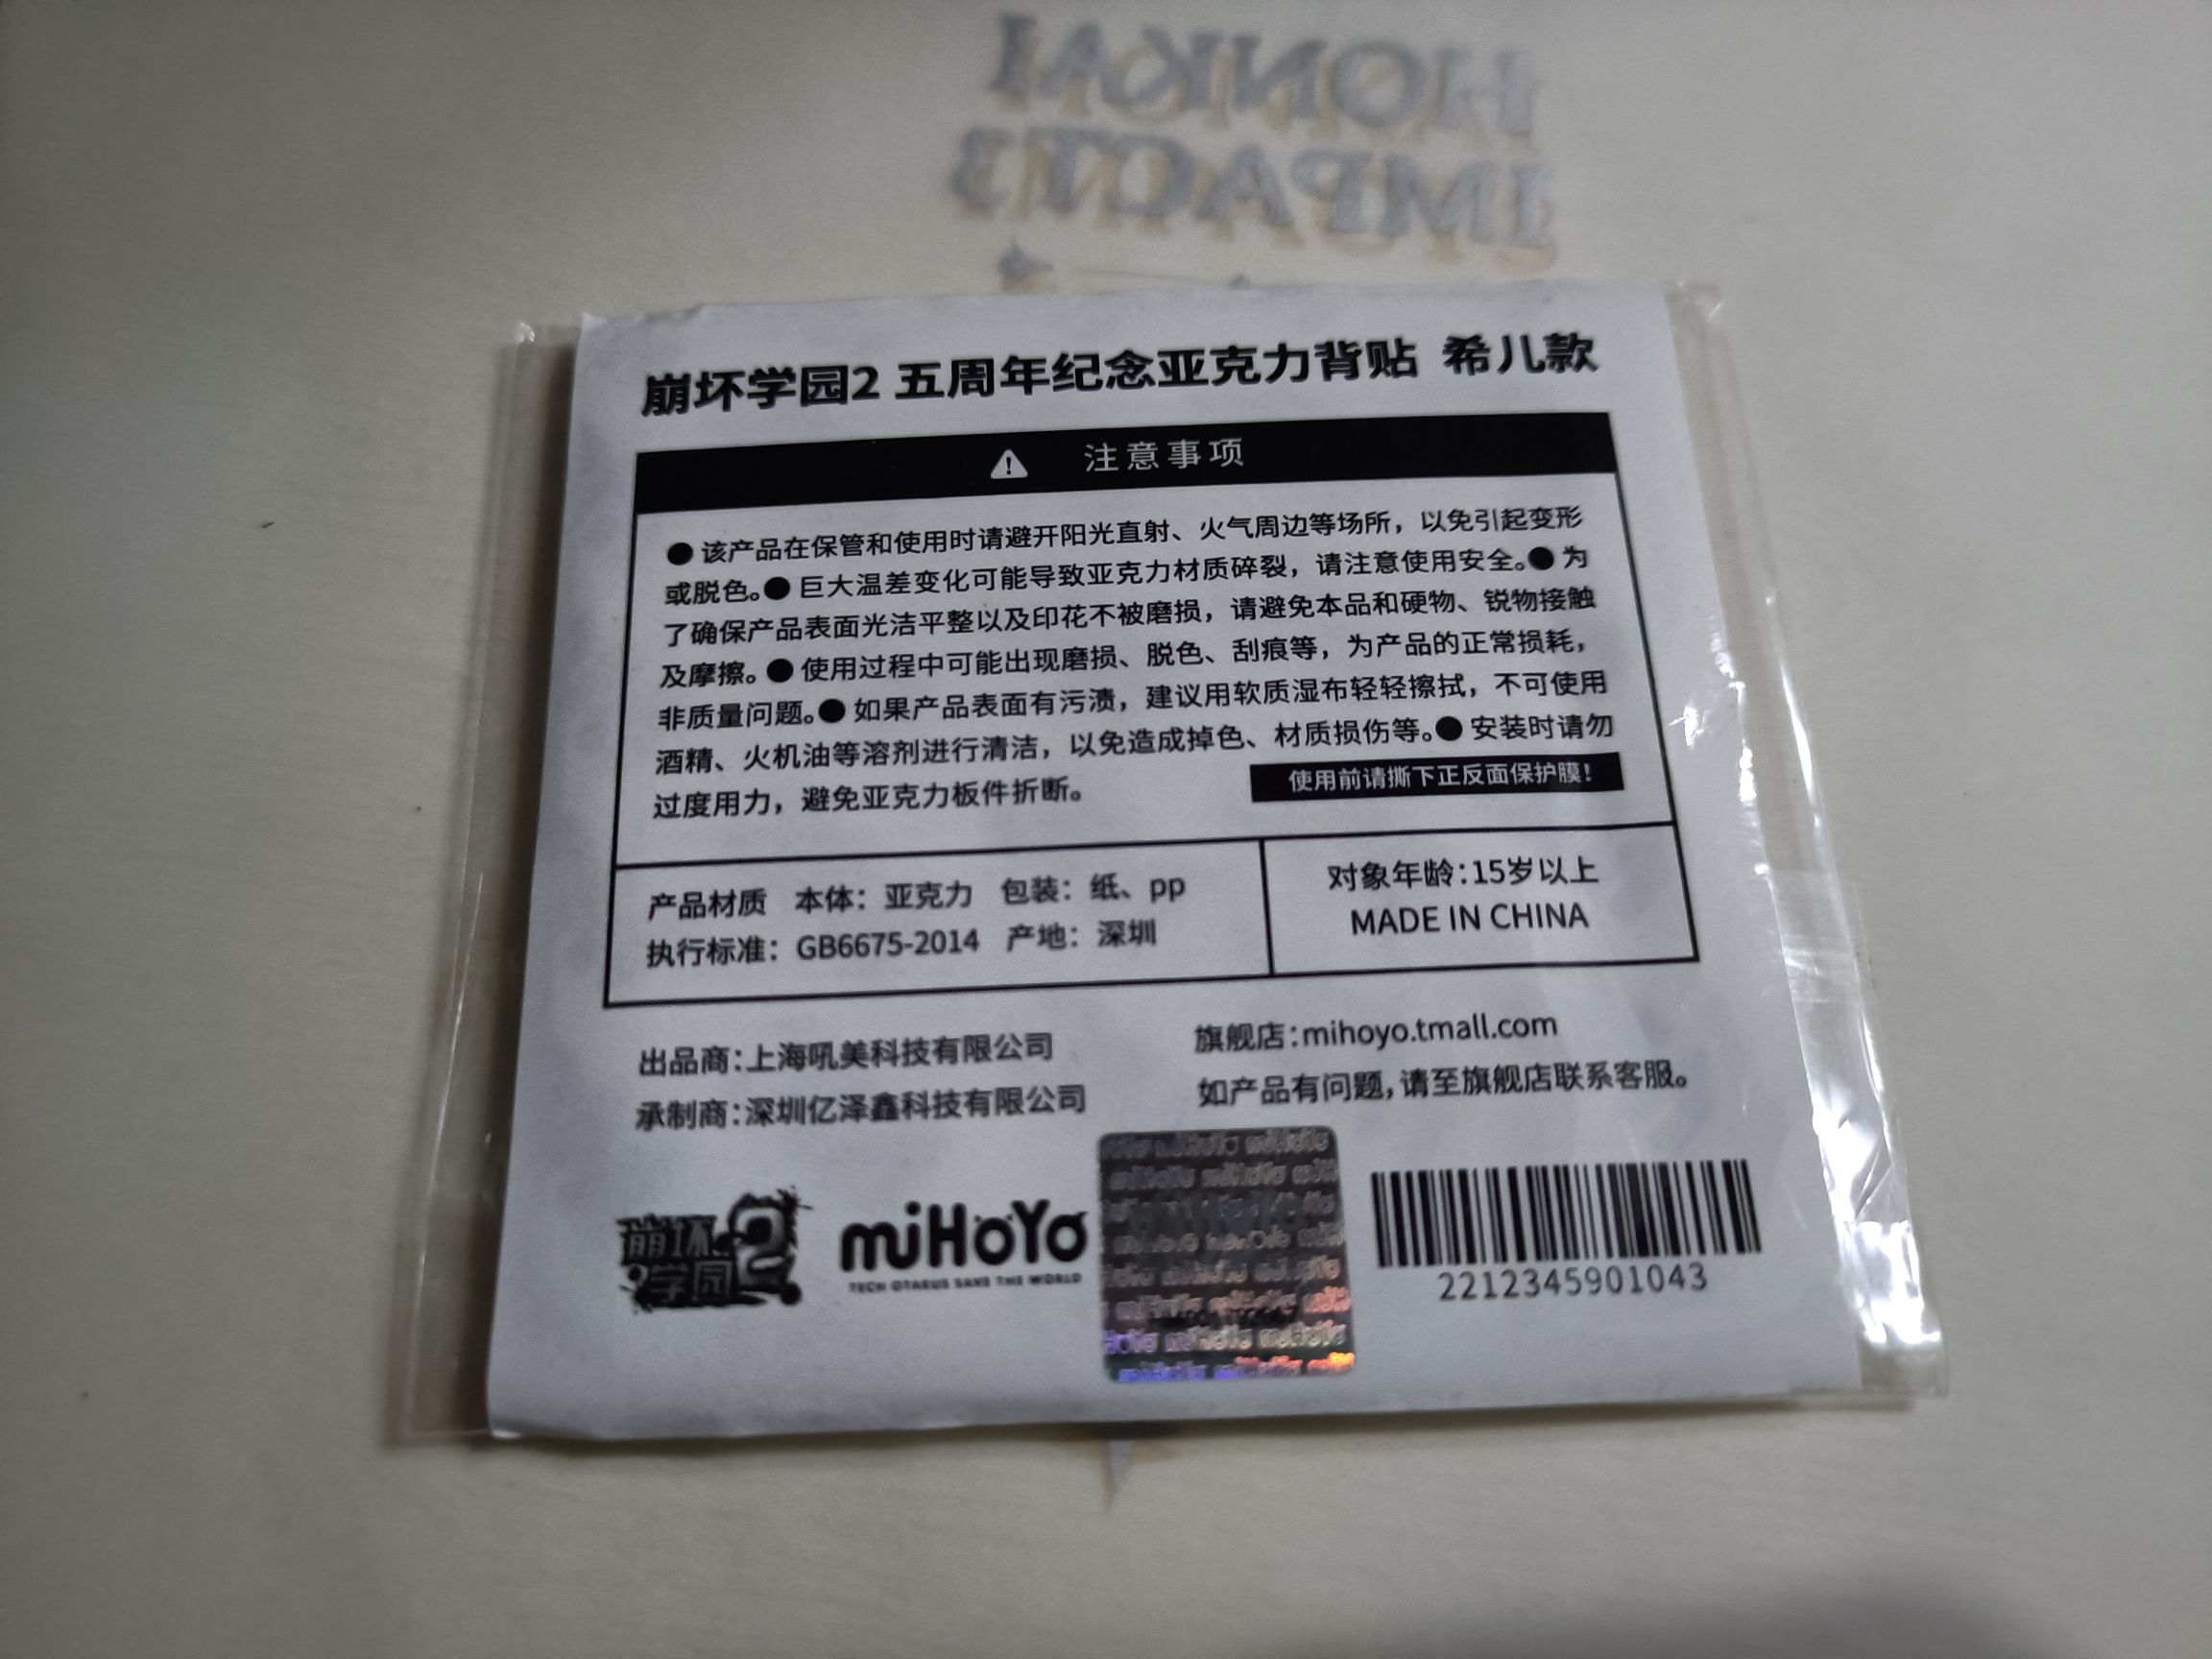 HONKAI
IMPACT3
崩坏学园2 五周年纪念亚克力背贴 希儿款
注意事项
●该产品在保管和使用时请避开阳光直射、火气周边等场所，以免引起变形
或脱色。●巨大温差变化可能导致亚克力材质碎裂，请注意使用安全。●为
了确保产品表面光洁平整以及印花不被磨损，请避免本品和硬物、锐物接触
及摩擦。●使用过程中可能出现磨损、脱色、刮痕等，为产品的正常损耗，
非质量问题。●如果产品表面有污渍，建议用软质湿布轻轻擦拭，不可使用
酒精、火机油等溶剂进行清洁，以免造成掉色、材质损伤等。●安装时请勿
过度用力，避免亚克力板件折断。
使用前请撕下正反面保护膜！
产品材质 本体：亚克力 包装：纸、pp
执行标准：GB6675-2014 产地：深圳
对象年龄：15岁以上
MADE IN CHINA
出品商：上海吼美科技有限公司
承制商：深圳亿泽鑫科技有限公司
旗舰店：mihoyo.tmall.com
如产品有问题，请至旗舰店联系客服。
崩坏学园2
miHoYo
TECH OTAKUS SAVE THE WORLD
2212345901043